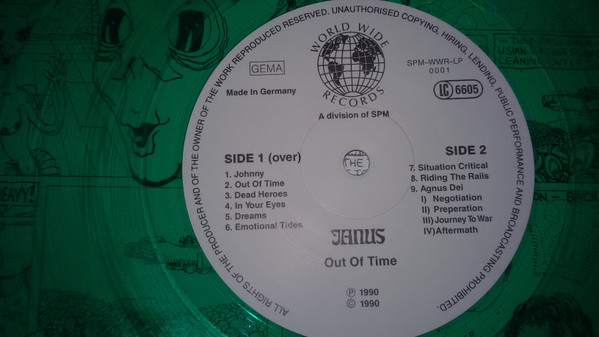 ALL RIGHTS OF THE PRODUCER AND OF THE OWNER OF THE WORK REPRODUCED RESERVED. UNAUTHORISED COPYING, HIRING, LENDING, PUBLIC PERFORMANCE AND BROADCASTING PROHIBITED.
WORLD WIDE
RECORDS
GEMA
SPM-WWR-LP
0001
Made In Germany
LC 6605
A division of SPM
SIDE 1 (over)
1. Johnny
2. Out Of Time
3. Dead Heroes
4. In Your Eyes
5. Dreams
6. Emotional Tides
SIDE 2
7. Situation Critical
8. Riding The Rails
9. Agnus Dei
I) Negotiation
II) Preperation
III) Journey To War
IV) Aftermath
THE
JANUS
Out Of Time
Ⓟ 1990
© 1990